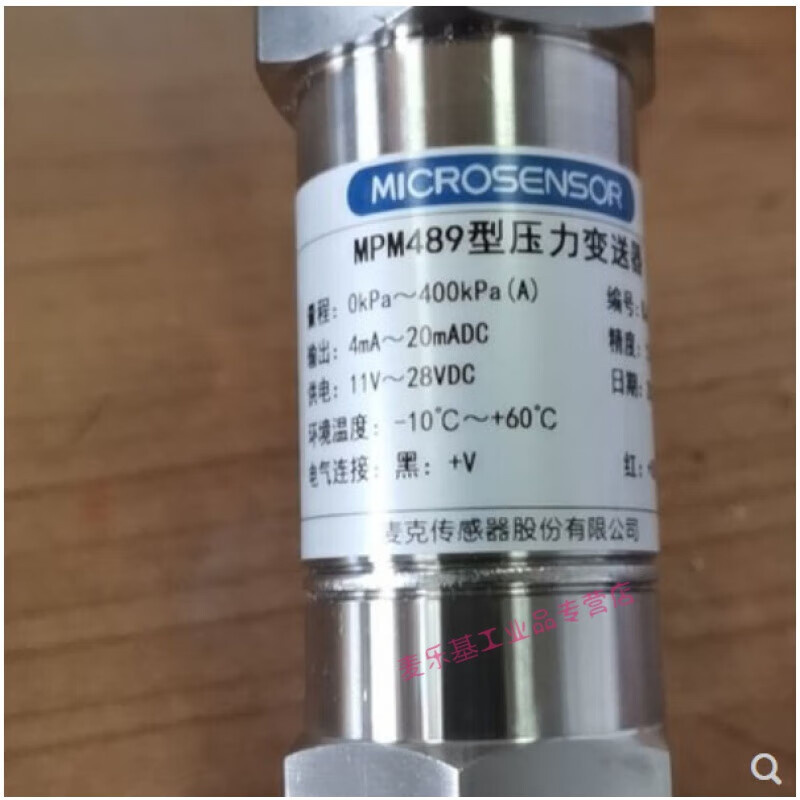 MICROSENSOR
MPM489型压力变送器
量程: 0kPa～400kPa(A) 编号:
输出: 4mA～20mADC 精度:
供电: 11V～28VDC 日期:
环境温度: -10℃～+60℃
电气连接: 黑: +V 红:
麦克传感器股份有限公司
麦乐基工业品专营店